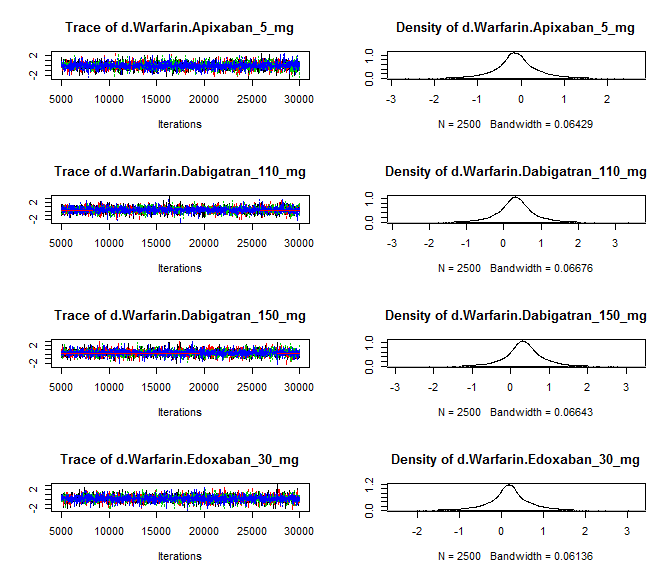 Trace of d.Warfarin.Apixaban_5_mg
-2 2
5000 10000 15000 20000 25000 30000
Iterations
Density of d.Warfarin.Apixaban_5_mg
0.0 1.0
-3 -2 -1 0 1 2
N = 2500 Bandwidth = 0.06429
Trace of d.Warfarin.Dabigatran_110_mg
-2 2
5000 10000 15000 20000 25000 30000
Iterations
Density of d.Warfarin.Dabigatran_110_mg
0.0 1.0
-3 -2 -1 0 1 2 3
N = 2500 Bandwidth = 0.06676
Trace of d.Warfarin.Dabigatran_150_mg
-2 2
5000 10000 15000 20000 25000 30000
Iterations
Density of d.Warfarin.Dabigatran_150_mg
0.0 1.0
-3 -2 -1 0 1 2 3
N = 2500 Bandwidth = 0.06643
Trace of d.Warfarin.Edoxaban_30_mg
-2 2
5000 10000 15000 20000 25000 30000
Iterations
Density of d.Warfarin.Edoxaban_30_mg
0.0 1.2
-2 -1 0 1 2 3
N = 2500 Bandwidth = 0.06136